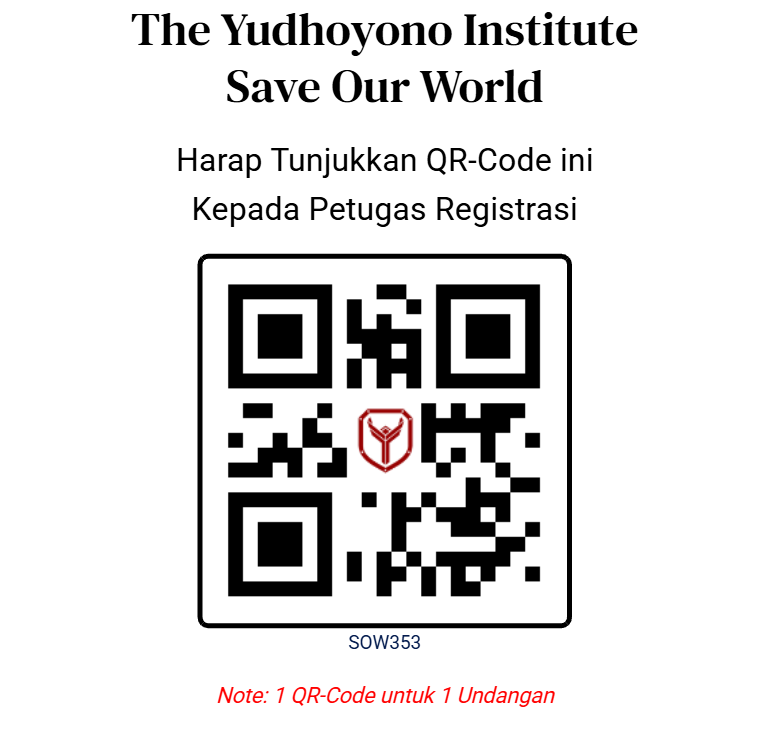 The Yudhoyono Institute
Save Our World
Harap Tunjukkan QR-Code ini
Kepada Petugas Registrasi
SOW353
Note: 1 QR-Code untuk 1 Undangan